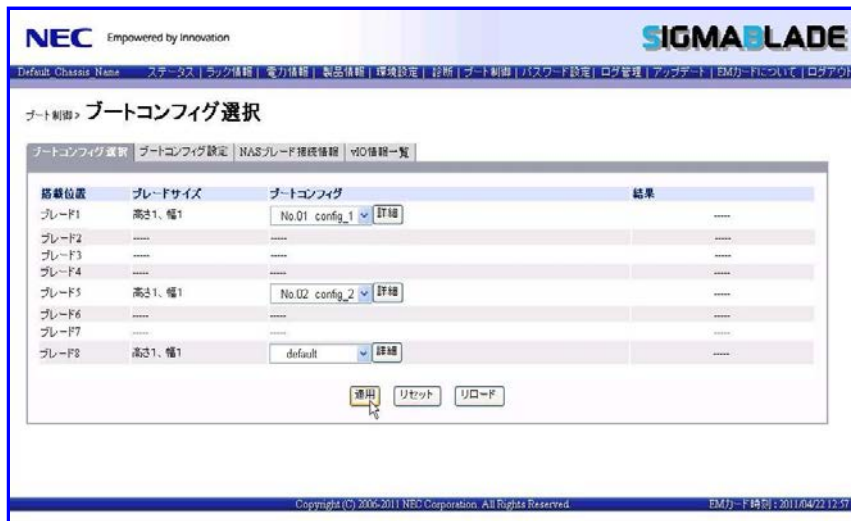 NEC Empowered by Innovation SIGMABLADE
Default_Chassis_Name ステータス | ラック情報 | 電力情報 | 製品情報 | 環境設定 | 診断 | ブート制御 | パスワード設定 | ログ管理 | アップデート | EMカードについて | ログアウト
ブート制御> ブートコンフィグ選択
ブートコンフィグ選択 ブートコンフィグ設定 NASブレード接続情報 vIO情報一覧
搭載位置 ブレードサイズ ブートコンフィグ 結果
ブレード1 高さ1、幅1 No.01 config_1 詳細 -----
ブレード2 ----- ----- -----
ブレード3 ----- ----- -----
ブレード4 ----- ----- -----
ブレード5 高さ1、幅1 No.02 config_2 詳細 -----
ブレード6 ----- ----- -----
ブレード7 ----- ----- -----
ブレード8 高さ1、幅1 default 詳細 -----
適用 リセット リロード
Copyright (C) 2006-2011 NEC Corporation. All Rights Reserved. EMカード時刻 : 2011/04/22 12:57